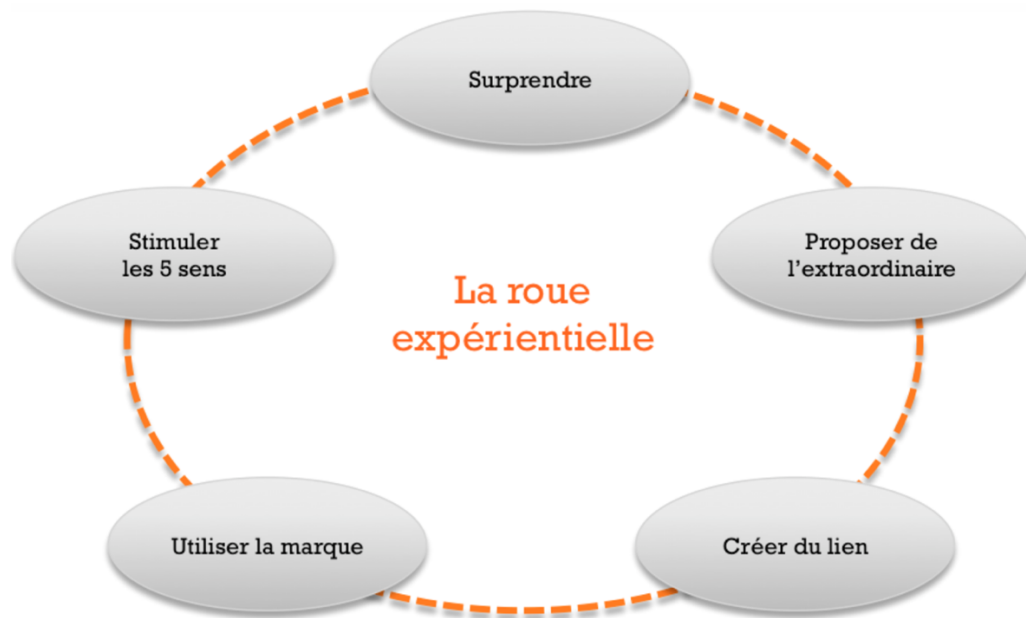 Surprendre
Stimuler
les 5 sens
Proposer de
l'extraordinaire
La roue
expérientielle
Utiliser la marque
Créer du lien